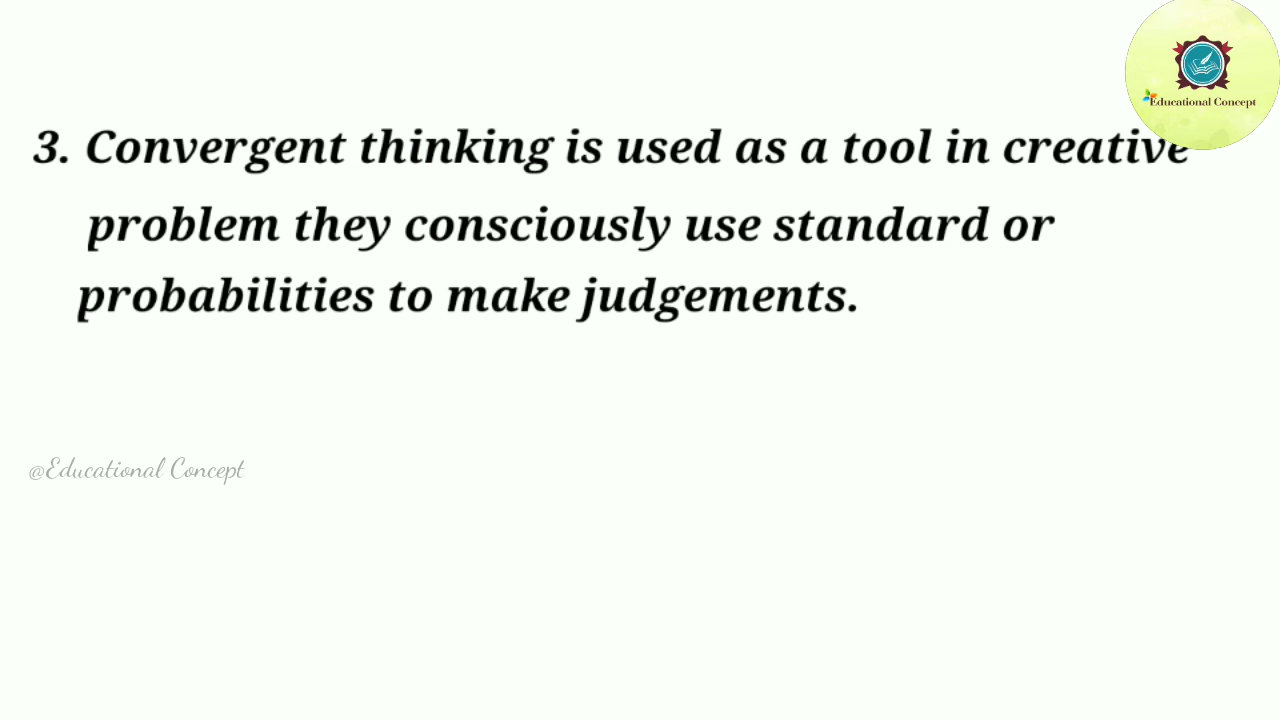 Educational Concept
3. Convergent thinking is used as a tool in creative
problem they consciously use standard or
probabilities to make judgements.
@Educational Concept